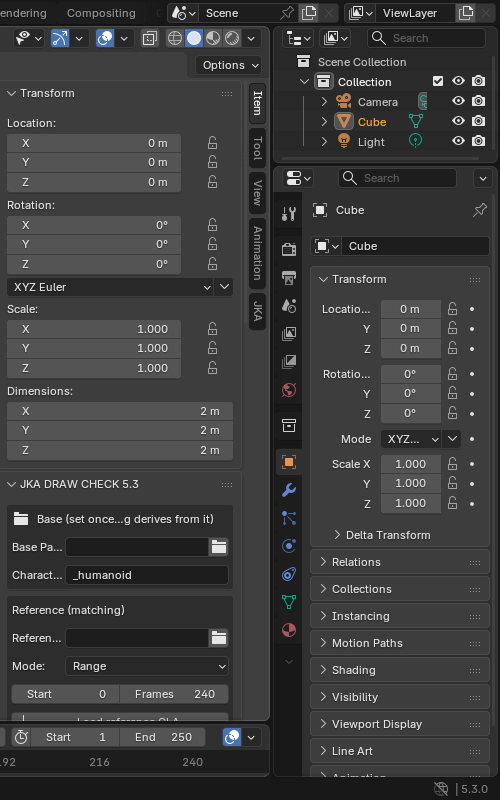 Compositing
Scene
ViewLayer
Options
Search
Scene Collection
Collection
Camera
Cube
Light
Transform
Location:
X 0 m
Y 0 m
Z 0 m
Rotation:
X 0°
Y 0°
Z 0°
XYZ Euler
Scale:
X 1.000
Y 1.000
Z 1.000
Dimensions:
X 2 m
Y 2 m
Z 2 m
Item
Tool
View
Animation
JKA
JKA DRAW CHECK 5.3
Base (set once...g derives from it)
Base Pa...
Charact... _humanoid
Reference (matching)
Referen...
Mode: Range
Start 0 Frames 240
Start 1 End 250
216 240
Search
Cube
Cube
Transform
Locatio... 0 m
Y 0 m
Z 0 m
Rotatio... 0°
Y 0°
Z 0°
Mode XYZ...
Scale X 1.000
Y 1.000
Z 1.000
Delta Transform
Relations
Collections
Instancing
Motion Paths
Shading
Visibility
Viewport Display
Line Art
5.3.0